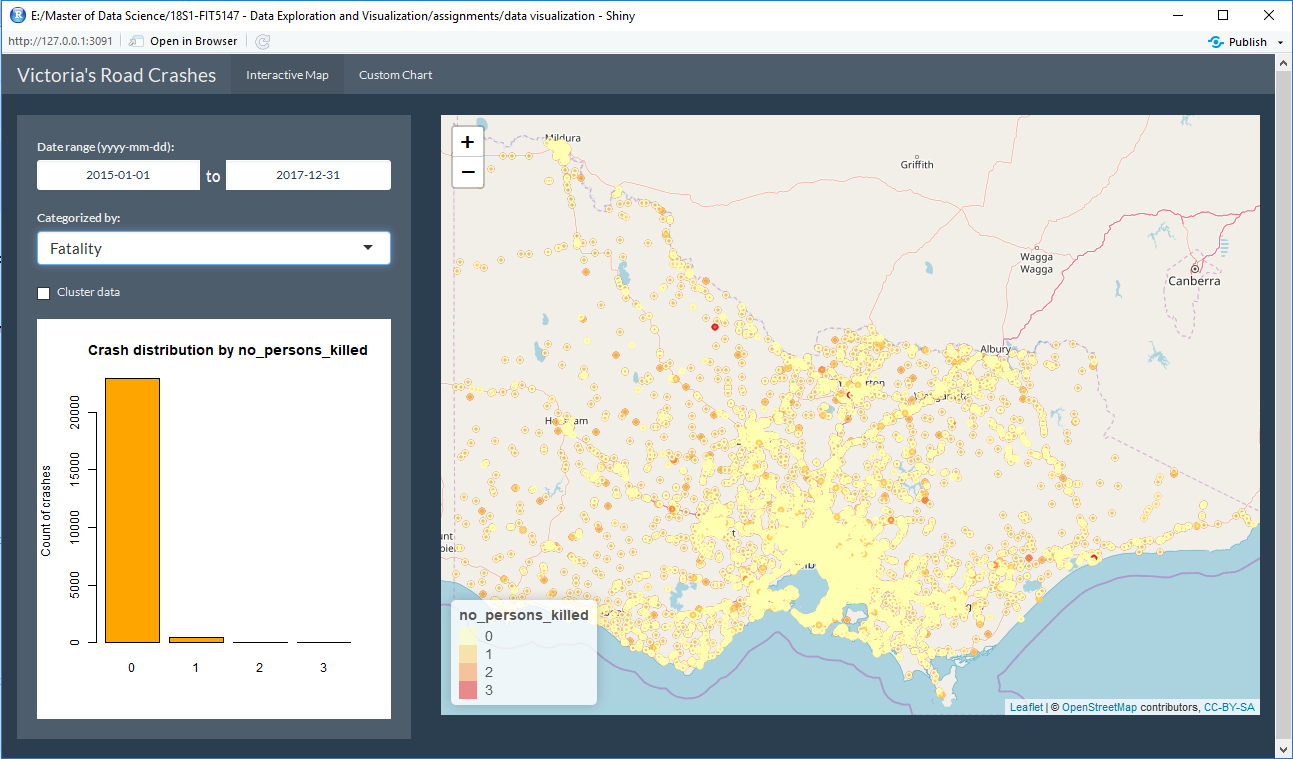 E:/Master of Data Science/18S1-FIT5147 - Data Exploration and Visualization/assignments/data visualization - Shiny
http://127.0.0.1:3091 Open in Browser Publish
Victoria's Road Crashes Interactive Map Custom Chart
Date range (yyyy-mm-dd):
2015-01-01 to 2017-12-31
Categorized by:
Fatality
Cluster data
Crash distribution by no_persons_killed
Count of crashes
0 5000 10000 15000 20000
0 1 2 3
+
−
Mildura
Griffith
Wagga
Wagga
Canberra
Albury
no_persons_killed
0
1
2
3
Leaflet | © OpenStreetMap contributors, CC-BY-SA